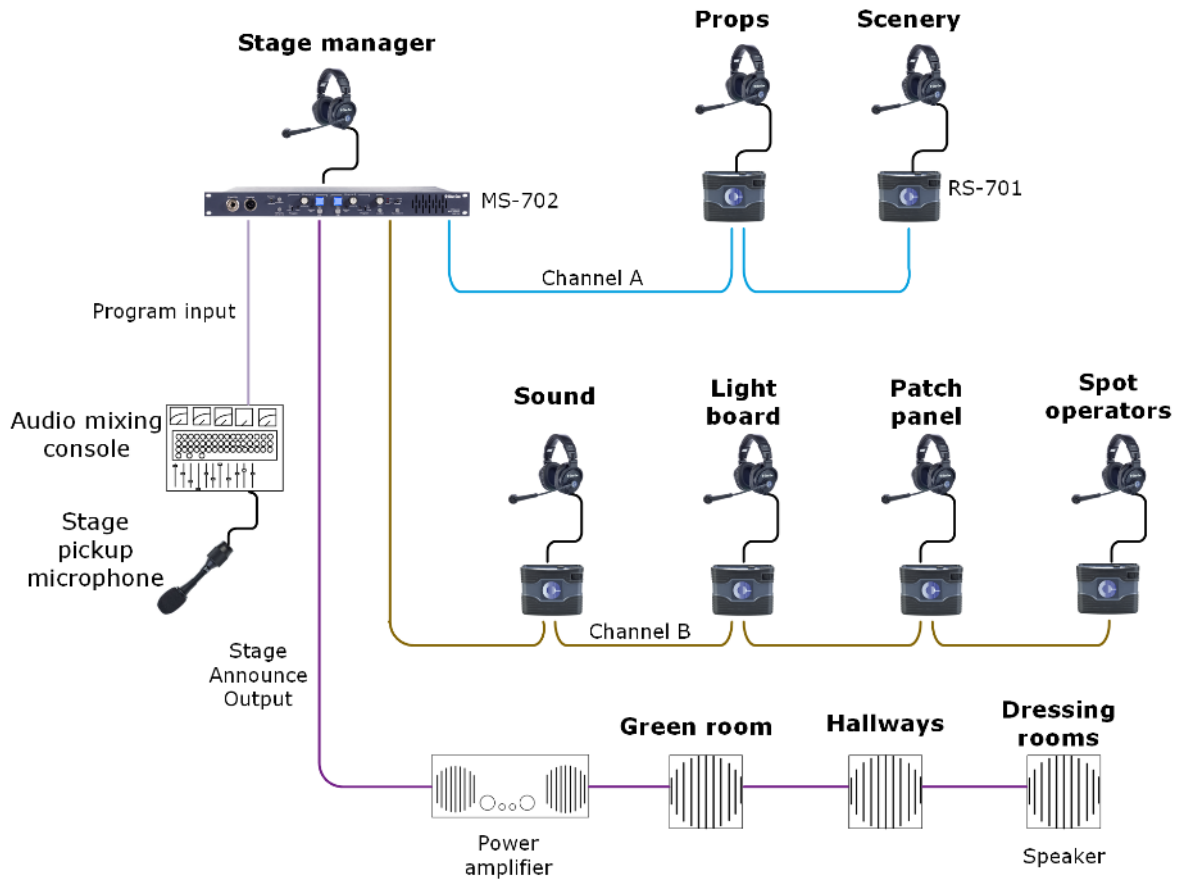 Props
Scenery
Stage manager
MS-702
RS-701
Channel A
Program input
Sound
Light
board
Patch
panel
Spot
operators
Audio mixing
console
Stage
pickup
microphone
Channel B
Stage
Announce
Output
Green room
Hallways
Dressing
rooms
Power
amplifier
Speaker